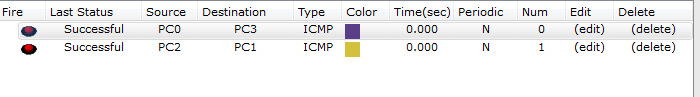 Fire Last Status Source Destination Type Color Time(sec) Periodic Num Edit Delete
Successful PC0 PC3 ICMP 0.000 N 0 (edit) (delete)
Successful PC2 PC1 ICMP 0.000 N 1 (edit) (delete)